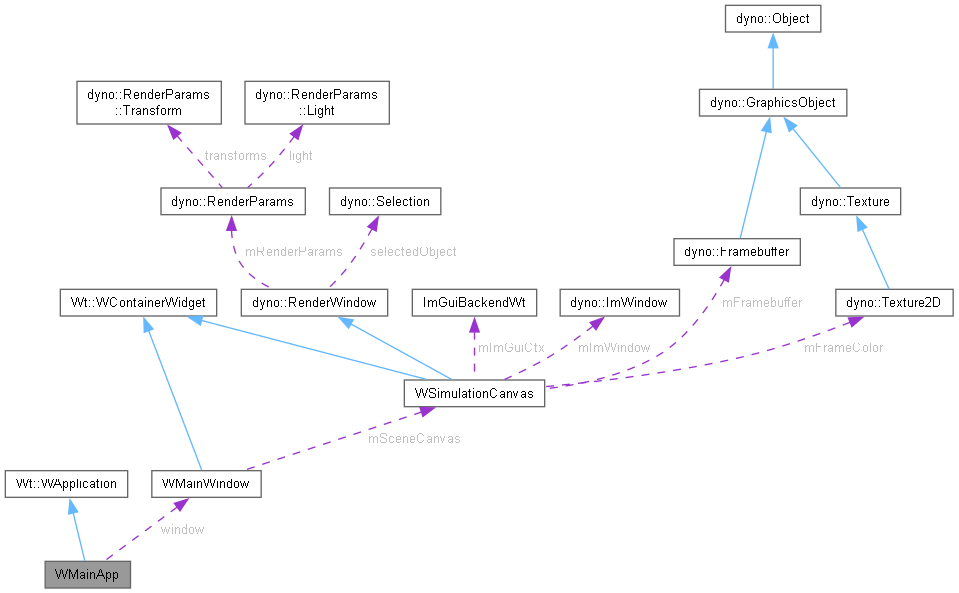 dyno::Object
dyno::RenderParams
::Transform
dyno::RenderParams
::Light
dyno::GraphicsObject
transforms
light
dyno::RenderParams
dyno::Selection
dyno::Texture
mRenderParams
selectedObject
dyno::Framebuffer
Wt::WContainerWidget
dyno::RenderWindow
ImGuiBackendWt
dyno::ImWindow
mFramebuffer
dyno::Texture2D
mImGuiCtx
mImWindow
mFrameColor
WSimulationCanvas
mSceneCanvas
Wt::WApplication
WMainWindow
window
WMainApp